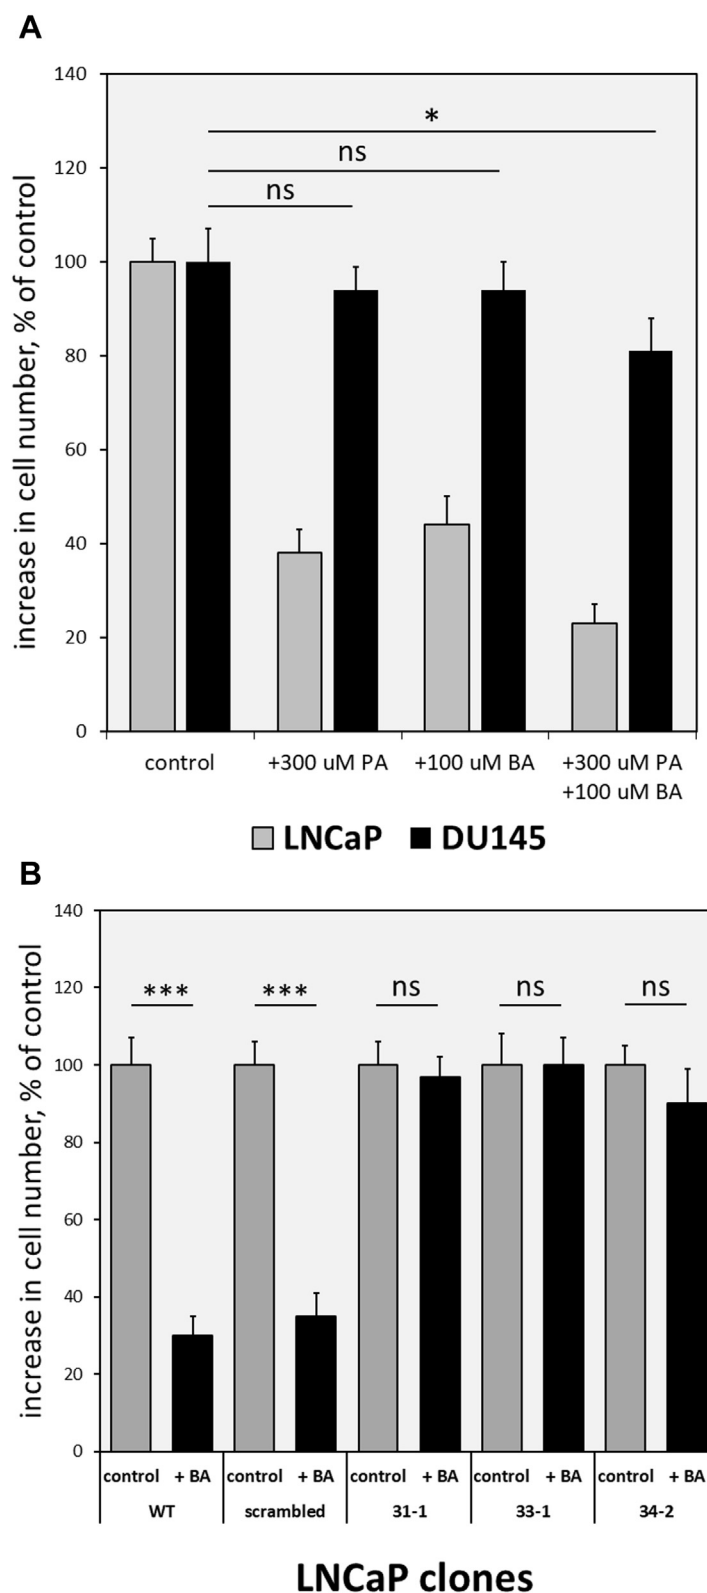 A
140
120
100
80
60
40
20
0
increase in cell number, % of control
*
ns
ns
control
+300 uM PA
+100 uM BA
+300 uM PA
+100 uM BA
LNCaP DU145
B
140
120
100
80
60
40
20
0
increase in cell number, % of control
*** *** ns ns ns
control + BA control + BA control + BA control + BA control + BA
WT scrambled 31-1 33-1 34-2
LNCaP clones